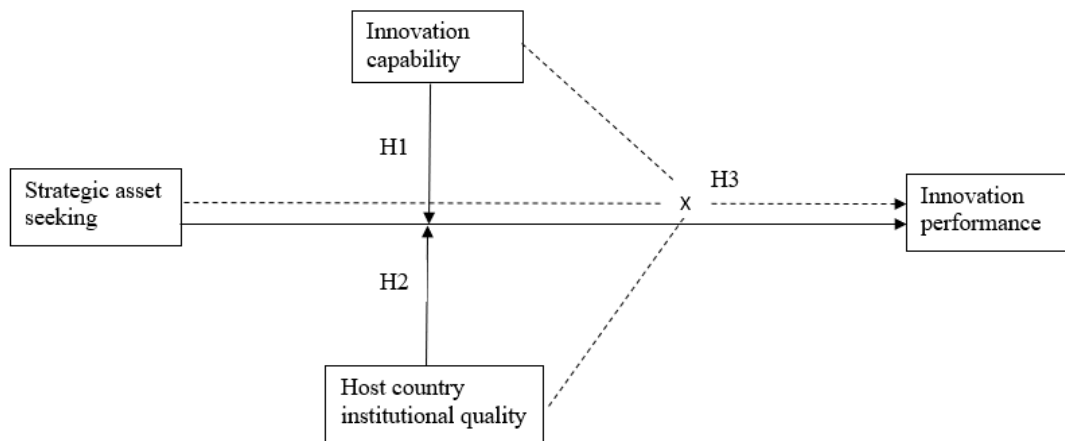 Innovation
capability
H1
Strategic asset
seeking
H3
X
Innovation
performance
H2
Host country
institutional quality